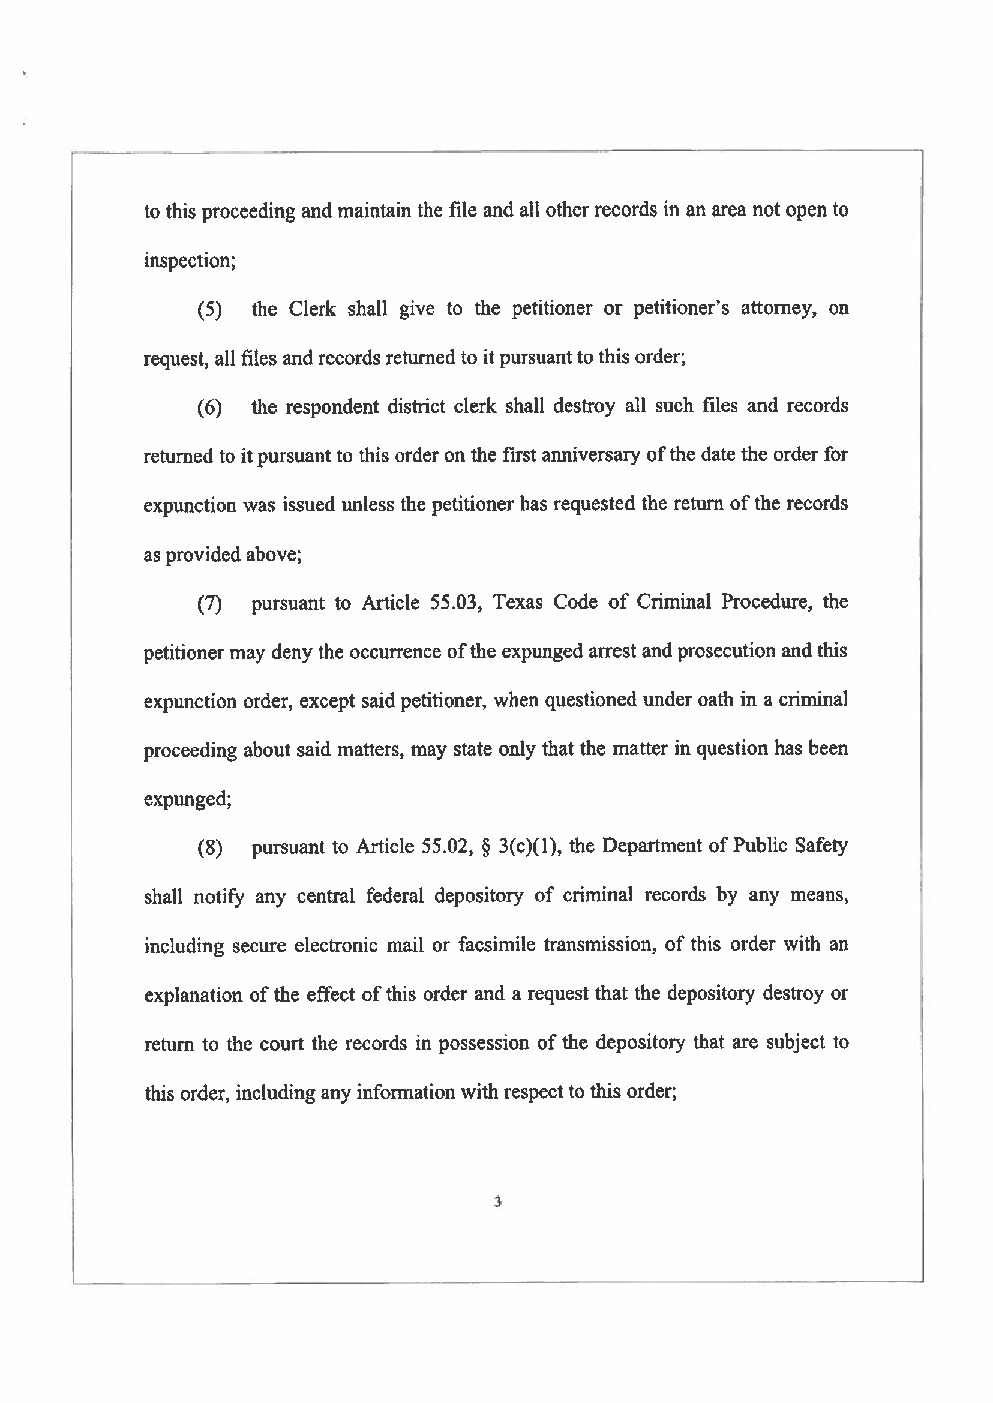 to this proceeding and maintain the file and all other records in an area not open to
inspection;
(5) the Clerk shall give to the petitioner or petitioner's attorney, on
request, all files and records returned to it pursuant to this order;
(6) the respondent district clerk shall destroy all such files and records
returned to it pursuant to this order on the first anniversary of the date the order for
expunction was issued unless the petitioner has requested the return of the records
as provided above;
(7) pursuant to Article 55.03, Texas Code of Criminal Procedure, the
petitioner may deny the occurrence of the expunged arrest and prosecution and this
expunction order, except said petitioner, when questioned under oath in a criminal
proceeding about said matters, may state only that the matter in question has been
expunged;
(8) pursuant to Article 55.02, § 3(c)(1), the Department of Public Safety
shall notify any central federal depository of criminal records by any means,
including secure electronic mail or facsimile transmission, of this order with an
explanation of the effect of this order and a request that the depository destroy or
return to the court the records in possession of the depository that are subject to
this order, including any information with respect to this order;
3